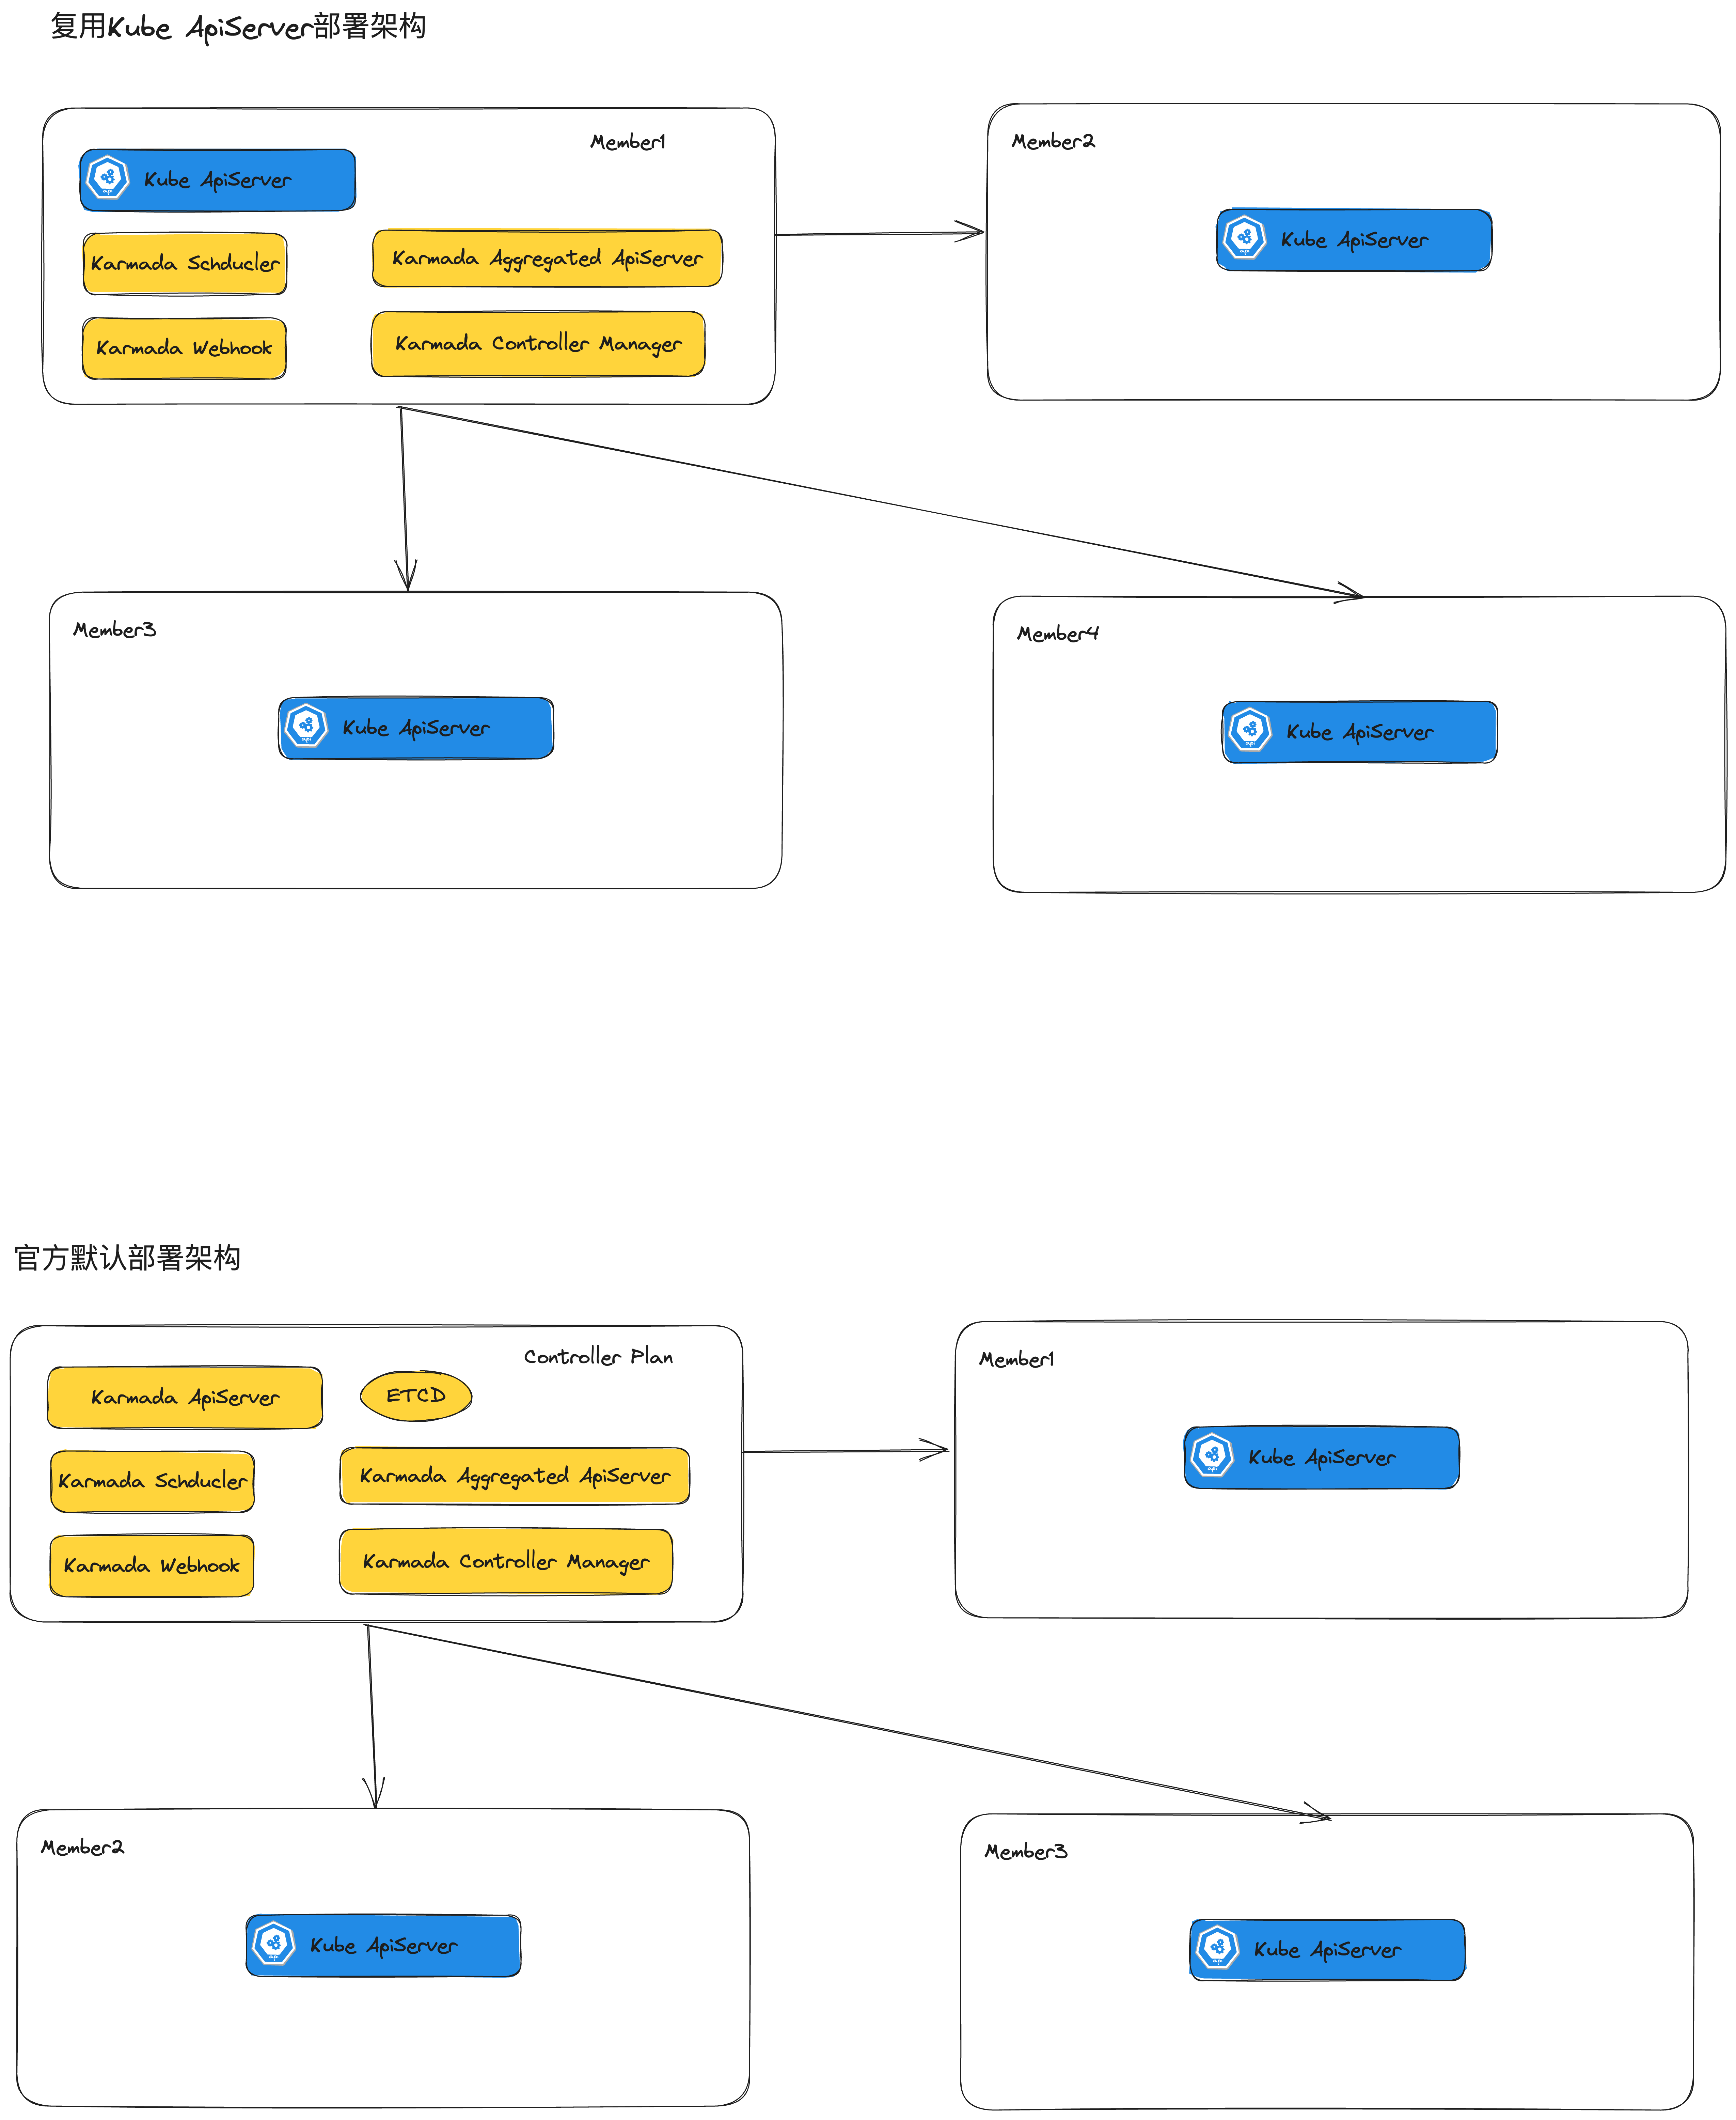 复用Kube ApiServer部署架构
Member1
Kube ApiServer
Karmada Schducler
Karmada Aggregated ApiServer
Karmada Webhook
Karmada Controller Manager
Member2
Kube ApiServer
Member3
Kube ApiServer
Member4
Kube ApiServer
官方默认部署架构
Controller Plan
Karmada ApiServer
ETCD
Karmada Schducler
Karmada Aggregated ApiServer
Karmada Webhook
Karmada Controller Manager
Member1
Kube ApiServer
Member2
Kube ApiServer
Member3
Kube ApiServer